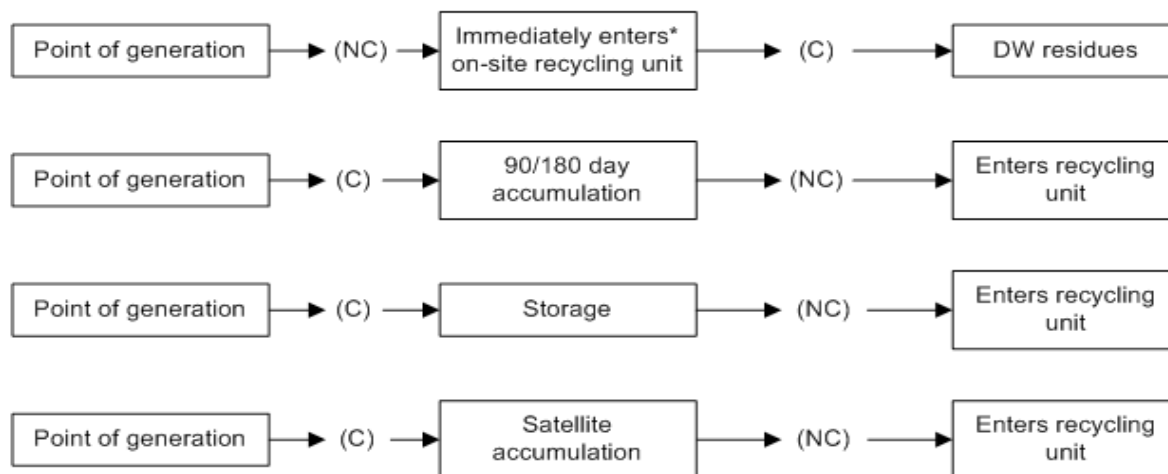 Point of generation (NC) Immediately enters* (C) DW residues
on-site recycling unit
Point of generation (C) 90/180 day (NC) Enters recycling
accumulation unit
Point of generation (C) Storage (NC) Enters recycling
unit
Point of generation (C) Satellite (NC) Enters recycling
accumulation unit